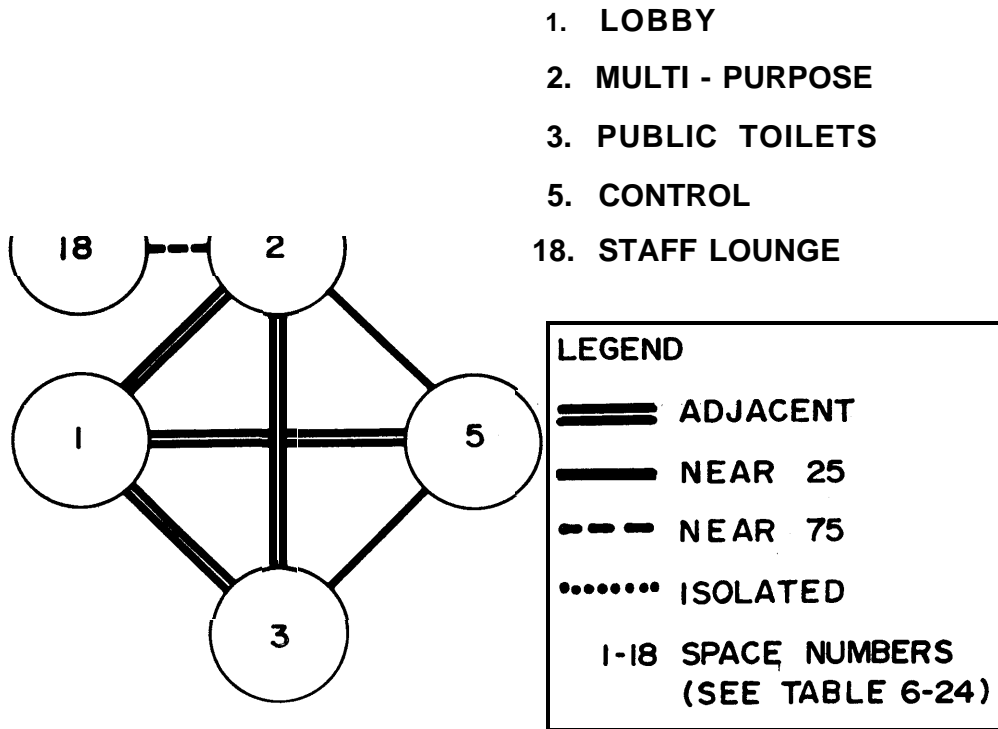 1. LOBBY
2. MULTI - PURPOSE
3. PUBLIC TOILETS
5. CONTROL
18. STAFF LOUNGE
18
2
1
5
3
LEGEND
ADJACENT
NEAR 25
NEAR 75
ISOLATED
1-18 SPACE NUMBERS
(SEE TABLE 6-24)